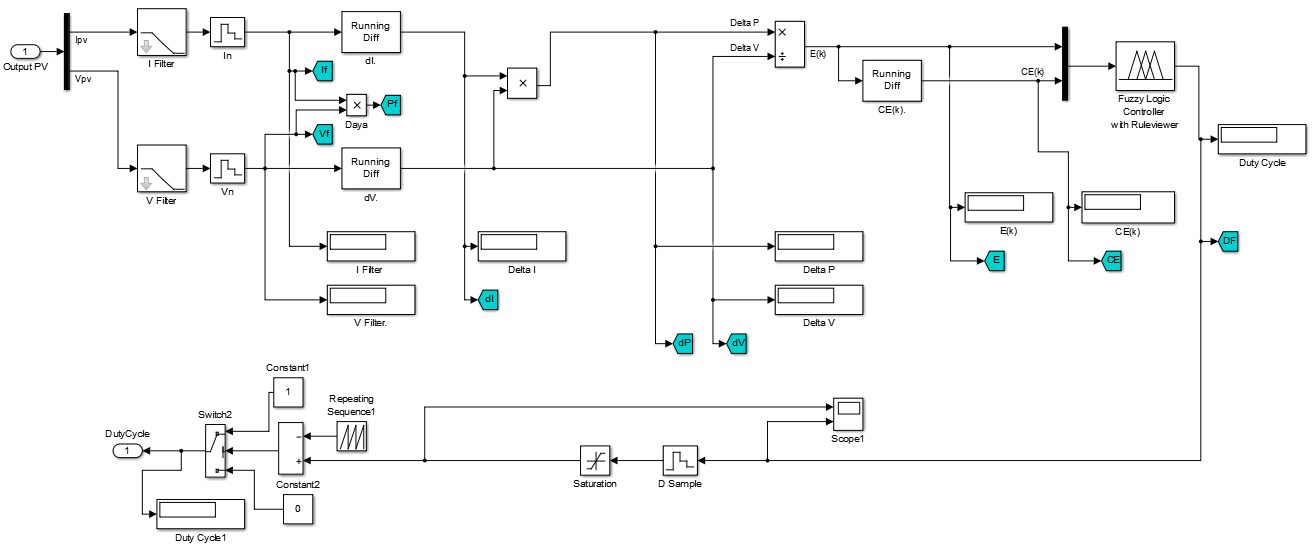 1
Output PV
Ipv
Vpv
I Filter
In
Running
Diff
dI.
If
Pf
Daya
Vf
V Filter
Vn
Running
Diff
dV.
×
×
Delta P
Delta V
×
÷
E(k)
Running
Diff
CE(k).
CE(k)
Fuzzy Logic
Controller
with Ruleviewer
Duty Cycle
E(k)
CE(k)
E
CE
DF
I Filter
V Filter.
Delta I
dI
Delta P
Delta V
dP
dV
Constant1
1
Switch2
Repeating
Sequence1
DutyCycle
1
−
+
Constant2
0
Duty Cycle1
Saturation
D Sample
Scope1